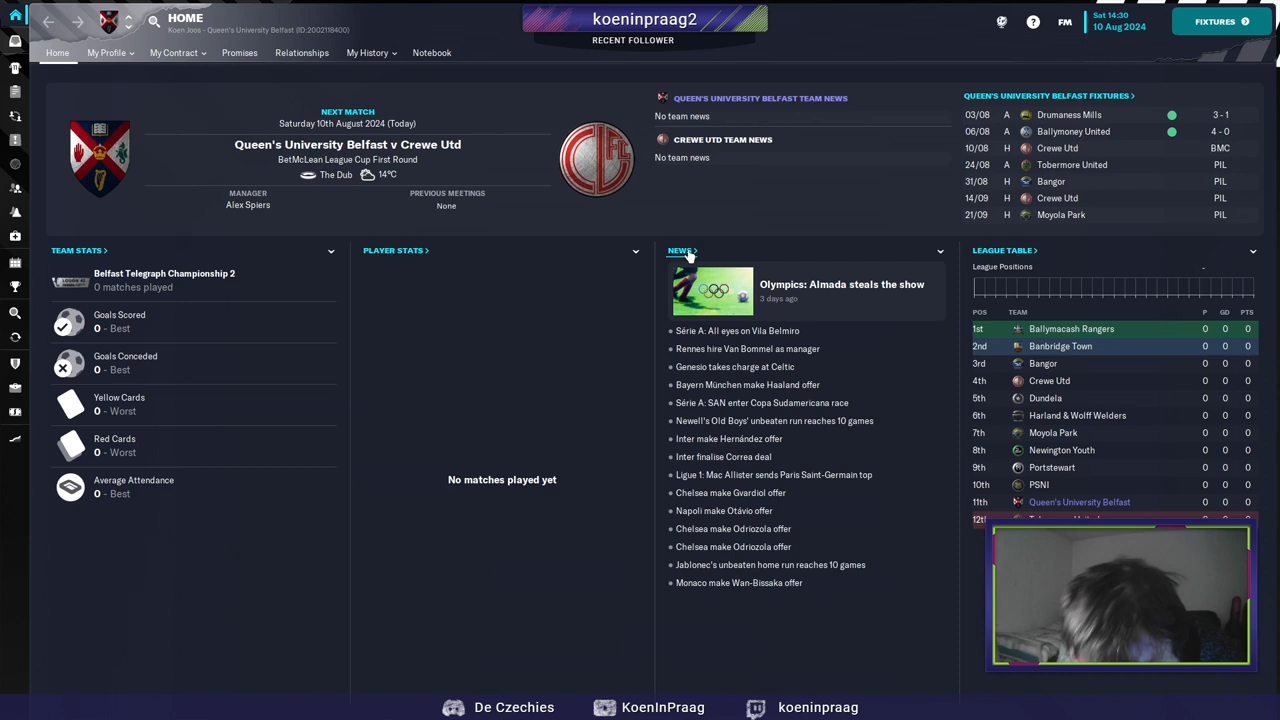 HOME
Koen Joos - Queen's University Belfast (ID:2002118400)
koeninpraag2
RECENT FOLLOWER
FM
Sat 14:30
10 Aug 2024
FIXTURES
Home
My Profile
My Contract
Promises
Relationships
My History
Notebook
NEXT MATCH
Saturday 10th August 2024 (Today)
Queen's University Belfast v Crewe Utd
BetMcLean League Cup First Round
The Dub
14°C
MANAGER
Alex Spiers
PREVIOUS MEETINGS
None
QUEEN'S UNIVERSITY BELFAST TEAM NEWS
No team news
CREWE UTD TEAM NEWS
No team news
QUEEN'S UNIVERSITY BELFAST FIXTURES
03/08 A Drumaness Mills 3 - 1
06/08 A Ballymoney United 4 - 0
10/08 H Crewe Utd BMC
24/08 A Tobermore United PIL
31/08 H Bangor PIL
14/09 H Crewe Utd PIL
21/09 H Moyola Park PIL
TEAM STATS
Belfast Telegraph Championship 2
0 matches played
Goals Scored
0 - Best
Goals Conceded
0 - Best
Yellow Cards
0 - Worst
Red Cards
0 - Worst
Average Attendance
0 - Best
PLAYER STATS
No matches played yet
NEWS
Olympics: Almada steals the show
3 days ago
Série A: All eyes on Vila Belmiro
Rennes hire Van Bommel as manager
Genesio takes charge at Celtic
Bayern München make Haaland offer
Série A: SAN enter Copa Sudamericana race
Newell's Old Boys' unbeaten run reaches 10 games
Inter make Hernández offer
Inter finalise Correa deal
Ligue 1: Mac Allister sends Paris Saint-Germain top
Chelsea make Gvardiol offer
Napoli make Otávio offer
Chelsea make Odriozola offer
Chelsea make Odriozola offer
Jablonec's unbeaten home run reaches 10 games
Monaco make Wan-Bissaka offer
LEAGUE TABLE
League Positions -
POS TEAM P GD PTS
1st Ballymacash Rangers 0 0 0
2nd Banbridge Town 0 0 0
3rd Bangor 0 0 0
4th Crewe Utd 0 0 0
5th Dundela 0 0 0
6th Harland & Wolff Welders 0 0 0
7th Moyola Park 0 0 0
8th Newington Youth 0 0 0
9th Portstewart 0 0 0
10th PSNI 0 0 0
11th Queen's University Belfast 0 0 0
De Czechies
KoenInPraag
koeninpraag